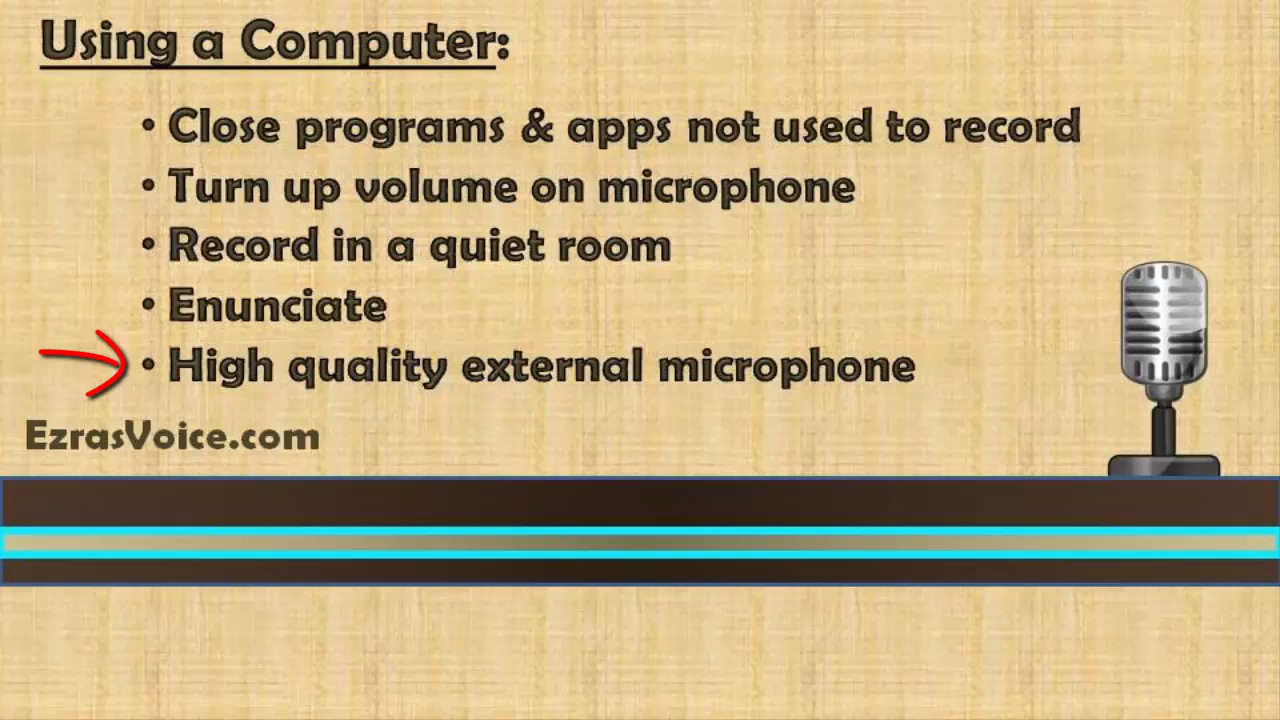 Using a Computer:
• Close programs & apps not used to record
• Turn up volume on microphone
• Record in a quiet room
• Enunciate
• High quality external microphone
EzrasVoice.com